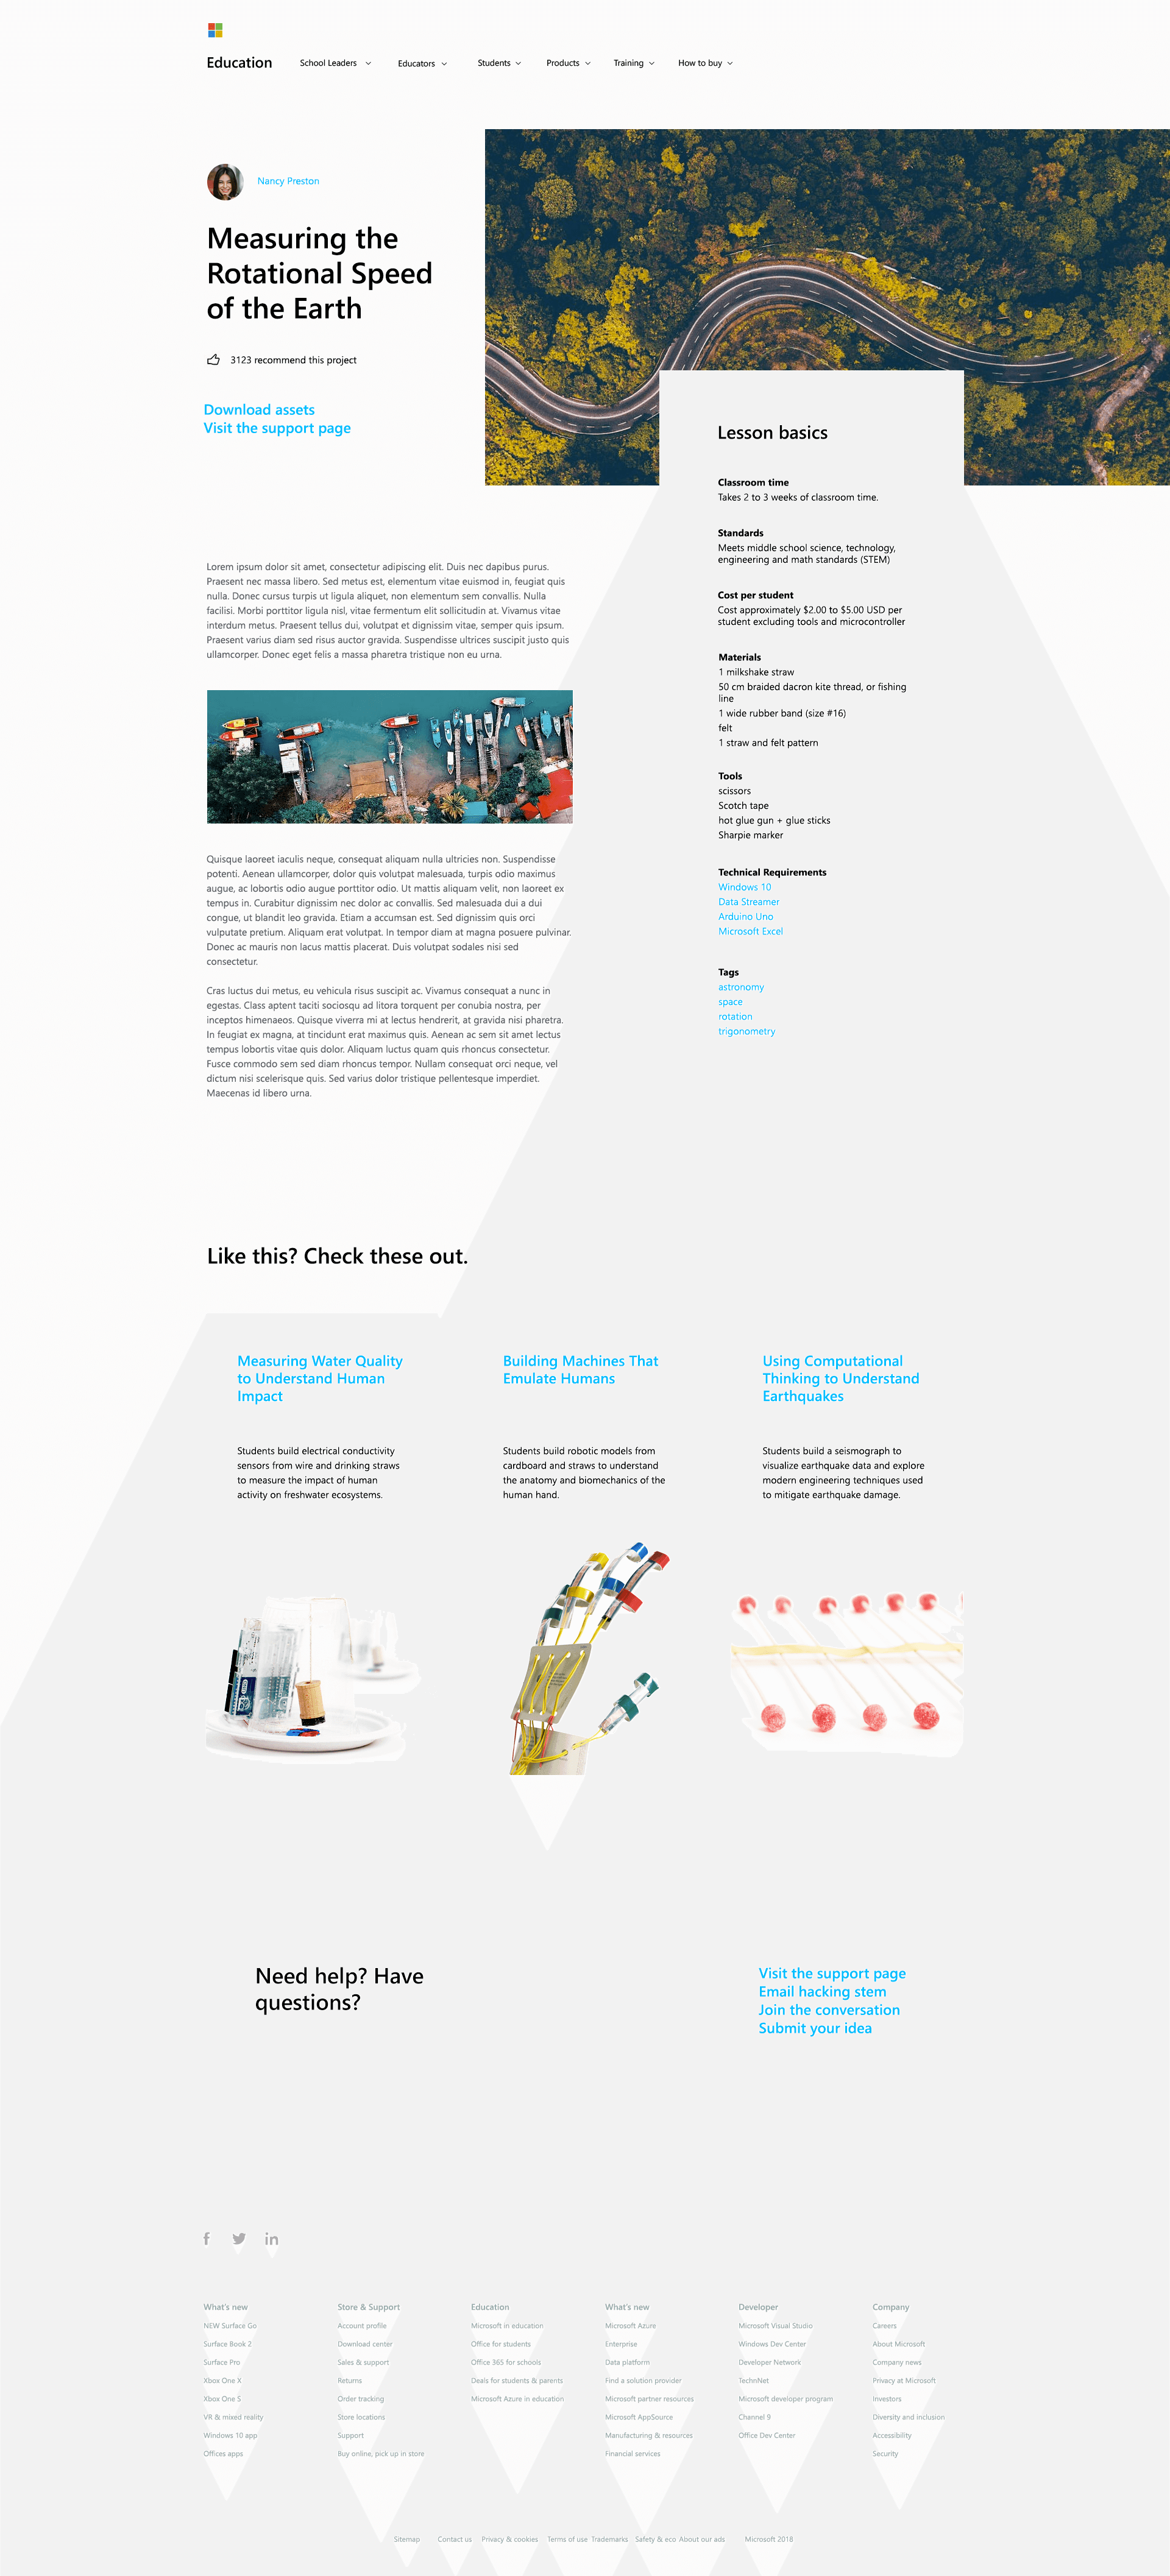 Education
School Leaders
Educators
Students
Products
Training
How to buy
Nancy Preston
Measuring the
Rotational Speed
of the Earth
3123 recommend this project
Download assets
Visit the support page
Lorem ipsum dolor sit amet, consectetur adipiscing elit. Duis nec dapibus purus.
Praesent nec massa libero. Sed metus est, elementum vitae euismod in, feugiat quis
nulla. Donec cursus turpis ut ligula aliquet, non elementum sem convallis. Nulla
facilisi. Morbi porttitor ligula nisl, vitae fermentum elit sollicitudin at. Vivamus vitae
interdum metus. Praesent tellus dui, volutpat et dignissim vitae, semper quis ipsum.
Praesent varius diam sed risus auctor gravida. Suspendisse ultrices suscipit justo quis
ullamcorper. Donec eget felis a massa pharetra tristique non eu urna.
Quisque laoreet iaculis neque, consequat aliquam nulla ultricies non. Suspendisse
potenti. Aenean ullamcorper, dolor quis volutpat malesuada, turpis odio maximus
augue, ac lobortis odio augue porttitor odio. Ut mattis aliquam velit, non laoreet ex
tempus in. Curabitur dignissim nec dolor ac convallis. Sed malesuada dui a dui
congue, ut blandit leo gravida. Etiam a accumsan est. Sed dignissim quis orci
vulputate pretium. Aliquam erat volutpat. In tempor diam at magna posuere pulvinar.
Donec ac mauris non lacus mattis placerat. Duis volutpat sodales nisi sed
consectetur.
Cras luctus dui metus, eu vehicula risus suscipit ac. Vivamus consequat a nunc in
egestas. Class aptent taciti sociosqu ad litora torquent per conubia nostra, per
inceptos himenaeos. Quisque viverra mi at lectus hendrerit, at gravida nisi pharetra.
In feugiat ex magna, at tincidunt erat maximus quis. Aenean ac sem sit amet lectus
tempus lobortis vitae quis dolor. Aliquam luctus quam quis rhoncus consectetur.
Fusce commodo sem sed diam rhoncus tempor. Nullam consequat orci neque, vel
dictum nisi scelerisque quis. Sed varius dolor tristique pellentesque imperdiet.
Maecenas id libero urna.
Lesson basics
Classroom time
Takes 2 to 3 weeks of classroom time.
Standards
Meets middle school science, technology,
engineering and math standards (STEM)
Cost per student
Cost approximately $2.00 to $5.00 USD per
student excluding tools and microcontroller
Materials
1 milkshake straw
50 cm braided dacron kite thread, or fishing
line
1 wide rubber band (size #16)
felt
1 straw and felt pattern
Tools
scissors
Scotch tape
hot glue gun + glue sticks
Sharpie marker
Technical Requirements
Windows 10
Data Streamer
Arduino Uno
Microsoft Excel
Tags
astronomy
space
rotation
trigonometry
Like this? Check these out.
Measuring Water Quality
to Understand Human
Impact
Students build electrical conductivity
sensors from wire and drinking straws
to measure the impact of human
activity on freshwater ecosystems.
Building Machines That
Emulate Humans
Students build robotic models from
cardboard and straws to understand
the anatomy and biomechanics of the
human hand.
Using Computational
Thinking to Understand
Earthquakes
Students build a seismograph to
visualize earthquake data and explore
modern engineering techniques used
to mitigate earthquake damage.
Need help? Have
questions?
Visit the support page
Email hacking stem
Join the conversation
Submit your idea
What's new
NEW Surface Go
Surface Book 2
Surface Pro
Xbox One X
Xbox One S
VR & mixed reality
Windows 10 app
Offices apps
Store & Support
Account profile
Download center
Sales & support
Returns
Order tracking
Store locations
Support
Buy online, pick up in store
Education
Microsoft in education
Office for students
Office 365 for schools
Deals for students & parents
Microsoft Azure in education
What's new
Microsoft Azure
Enterprise
Data platform
Find a solution provider
Microsoft partner resources
Microsoft AppSource
Manufacturing & resources
Financial services
Developer
Microsoft Visual Studio
Windows Dev Center
Developer Network
TechnNet
Microsoft developer program
Channel 9
Office Dev Center
Company
Careers
About Microsoft
Company news
Privacy at Microsoft
Investors
Diversity and inclusion
Accessibility
Security
Sitemap
Contact us
Privacy & cookies
Terms of use
Trademarks
Safety & eco
About our ads
Microsoft 2018